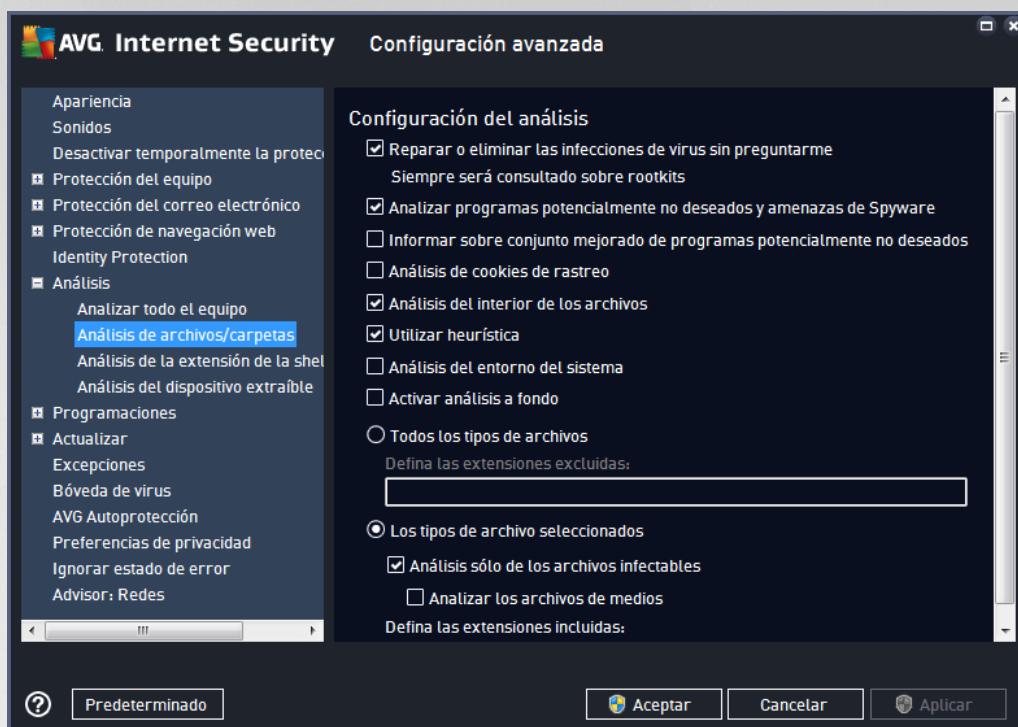 AVG. Internet Security
Configuración avanzada
Apariencia
Sonidos
Desactivar temporalmente la protec
Protección del equipo
Protección del correo electrónico
Protección de navegación web
Identity Protection
Análisis
Analizar todo el equipo
Análisis de archivos/carpetas
Análisis de la extensión de la shel
Análisis del dispositivo extraíble
Programaciones
Actualizar
Excepciones
Bóveda de virus
AVG Autoprotección
Preferencias de privacidad
Ignorar estado de error
Advisor: Redes
Configuración del análisis
Reparar o eliminar las infecciones de virus sin preguntarme
Siempre será consultado sobre rootkits
Analizar programas potencialmente no deseados y amenazas de Spyware
Informar sobre conjunto mejorado de programas potencialmente no deseados
Análisis de cookies de rastreo
Análisis del interior de los archivos
Utilizar heurística
Análisis del entorno del sistema
Activar análisis a fondo
Todos los tipos de archivos
Defina las extensiones excluidas:
Los tipos de archivo seleccionados
Análisis sólo de los archivos infectables
Analizar los archivos de medios
Defina las extensiones incluidas:
Predeterminado
Aceptar
Cancelar
Aplicar